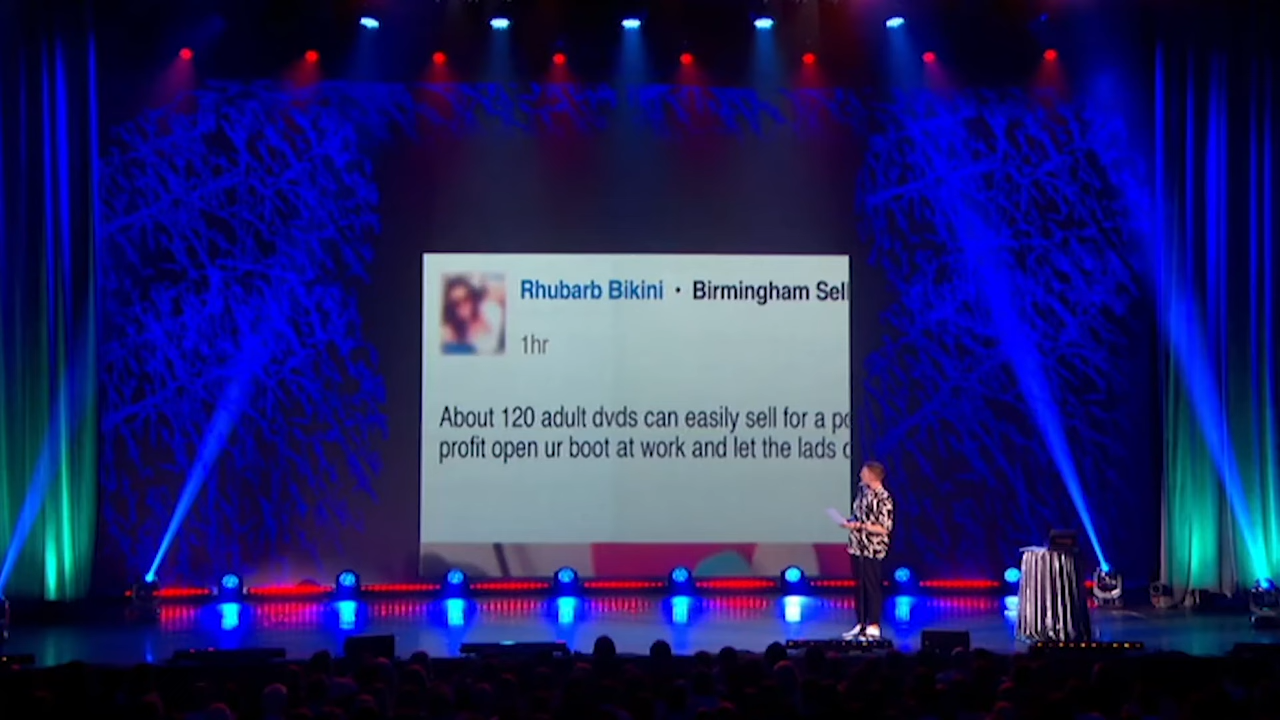 Rhubarb Bikini · Birmingham Sell
1hr
About 120 adult dvds can easily sell for a
profit open ur boot at work and let the lads